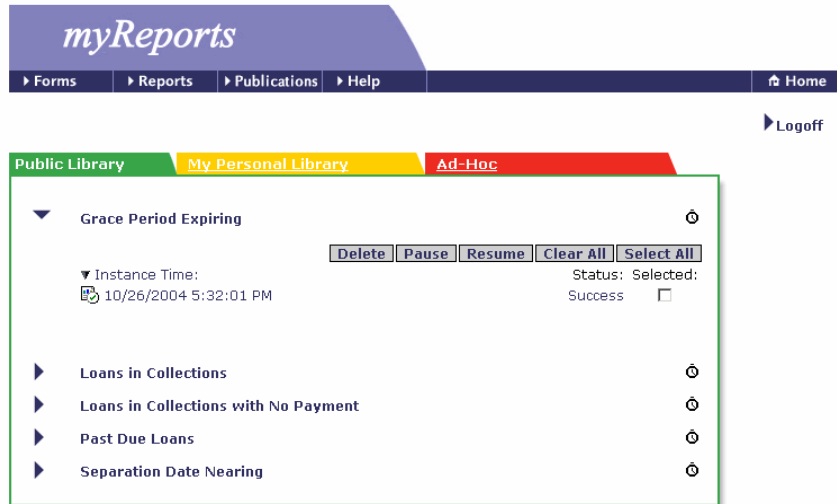 myReports
Forms Reports Publications Help Home
Logoff
Public Library My Personal Library Ad-Hoc
Grace Period Expiring
Delete Pause Resume Clear All Select All
Instance Time: Status: Selected:
10/26/2004 5:32:01 PM Success
Loans in Collections
Loans in Collections with No Payment
Past Due Loans
Separation Date Nearing